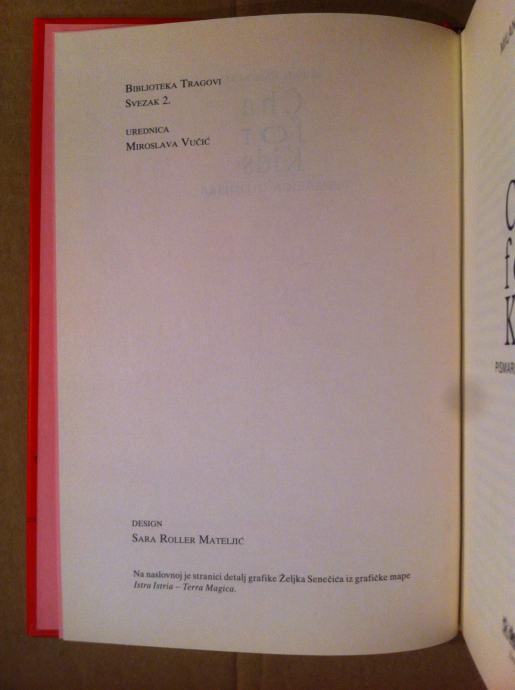 BIBLIOTEKA TRAGOVI
SVEZAK 2.
UREDNICA
MIROSLAVA VUČIĆ
DESIGN
SARA ROLLER MATELJIĆ
Na naslovnoj je stranici detalj grafike Željka Senečića iz grafičke mape
Istra Istria – Terra Magica.